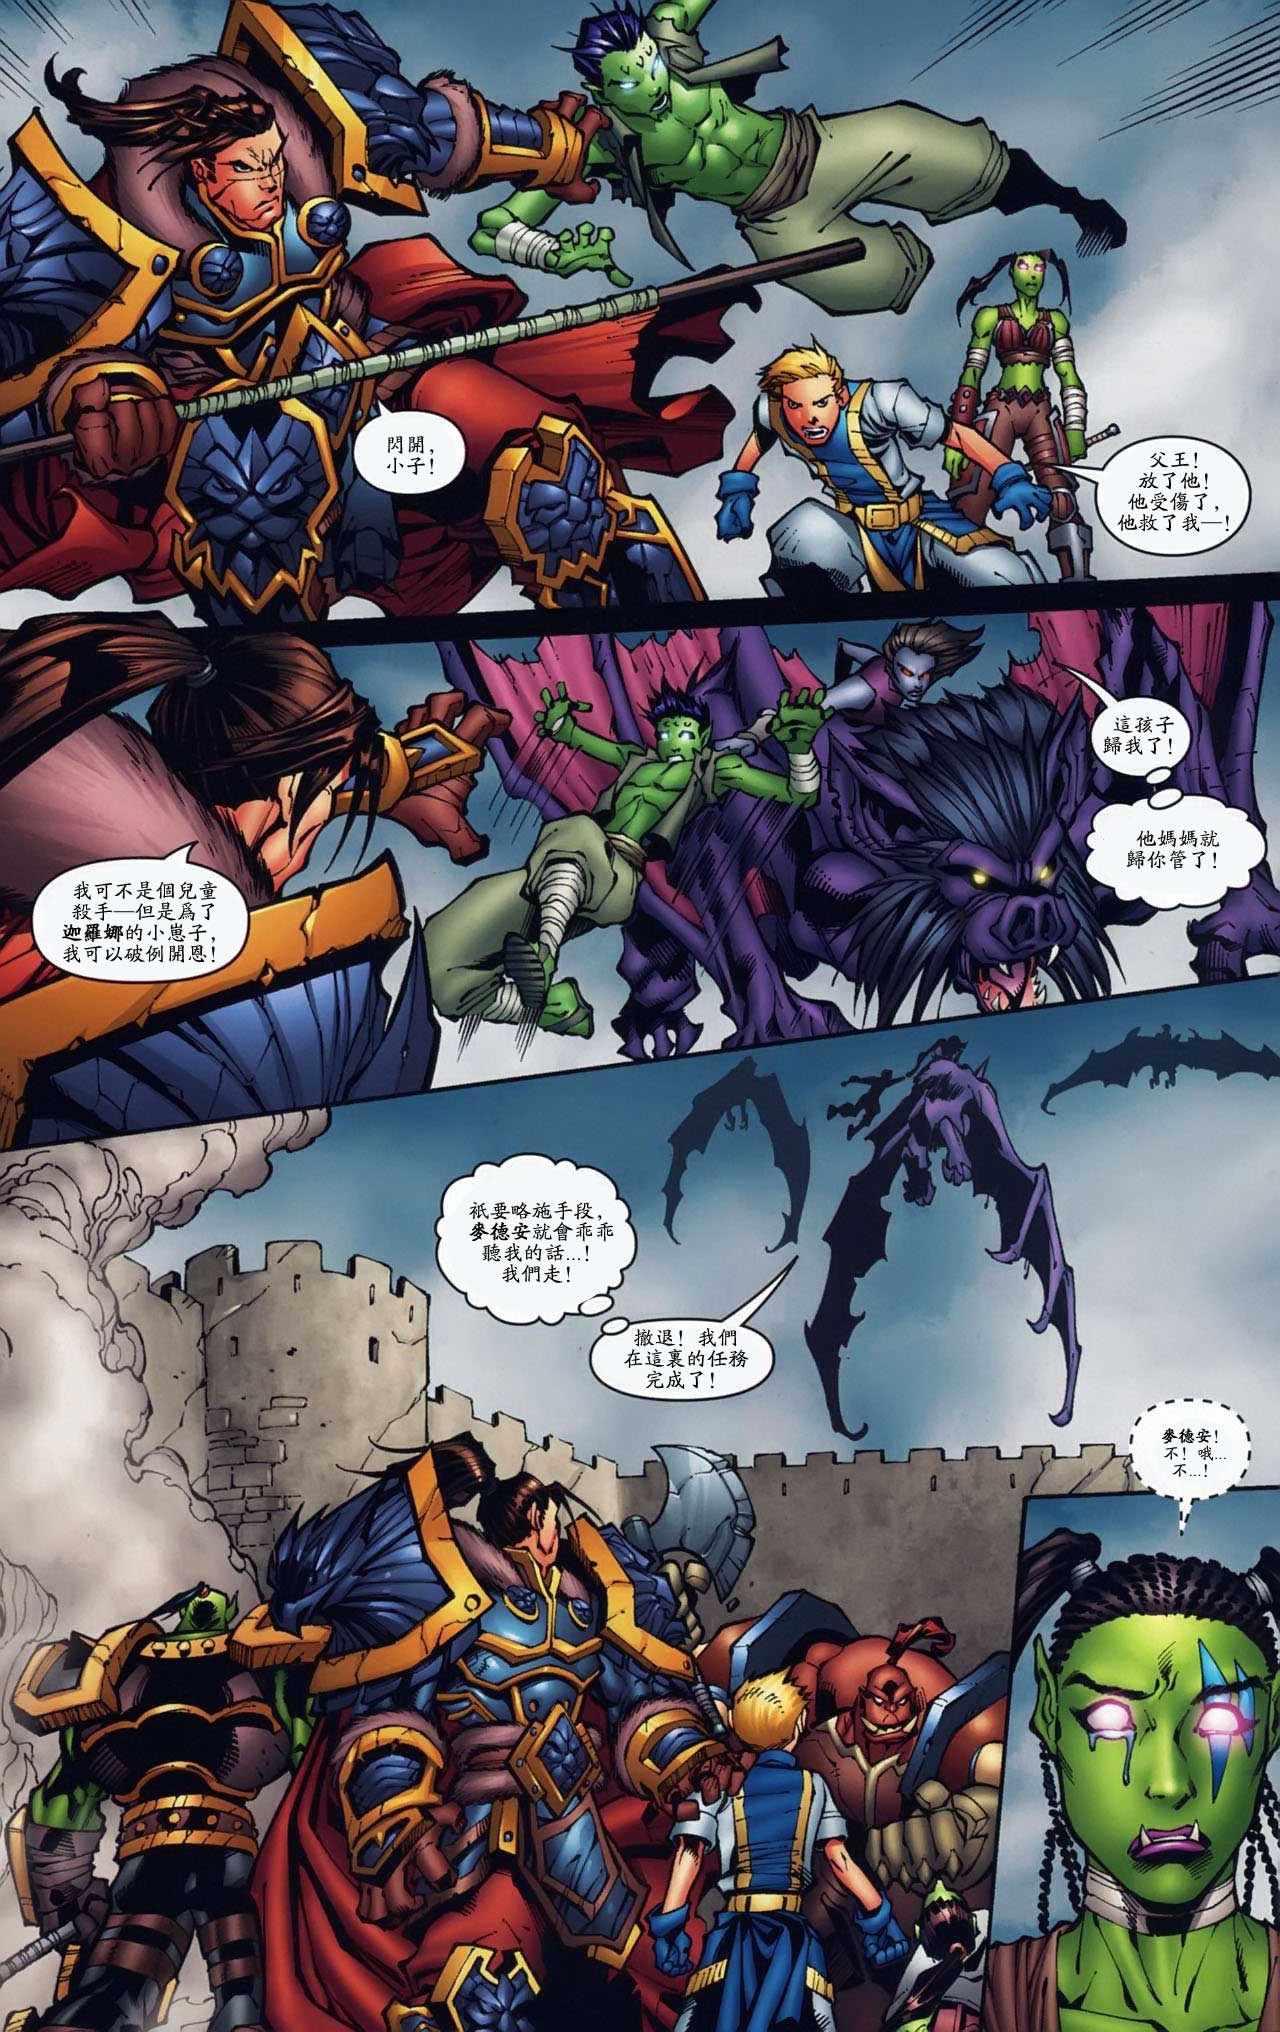 閃開，
小子！
父王！
放了他！
他受傷了，
他救了我—！
這孩子
歸我了！
他媽媽就
歸你管了！
我可不是個兒童
殺手—但是爲了
迦羅娜的小崽子，
我可以破例開恩！
衹要略施手段，
麥德安就會乖乖
聽我的話...！
我們走！
撤退！我們
在這裏的任務
完成了！
麥德安！
不！哦...
不...！